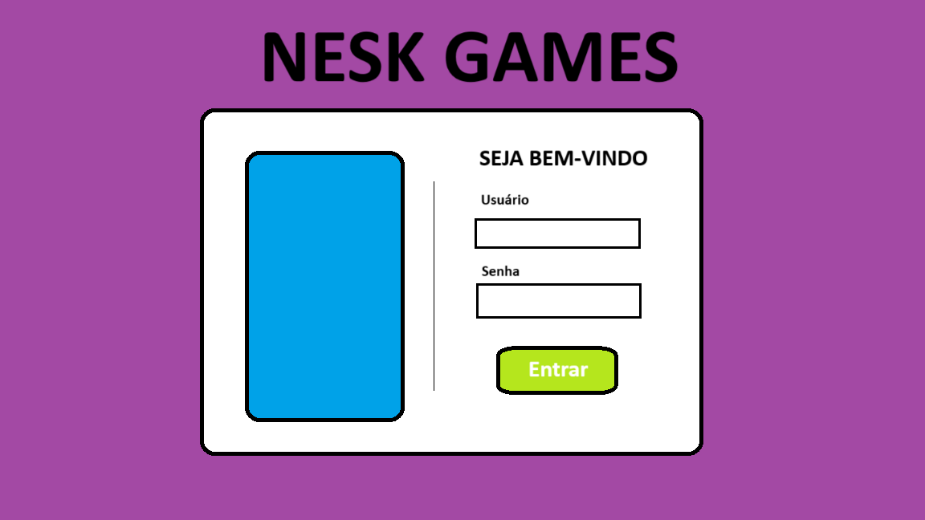 NESK GAMES
SEJA BEM-VINDO
Usuário
Senha
Entrar